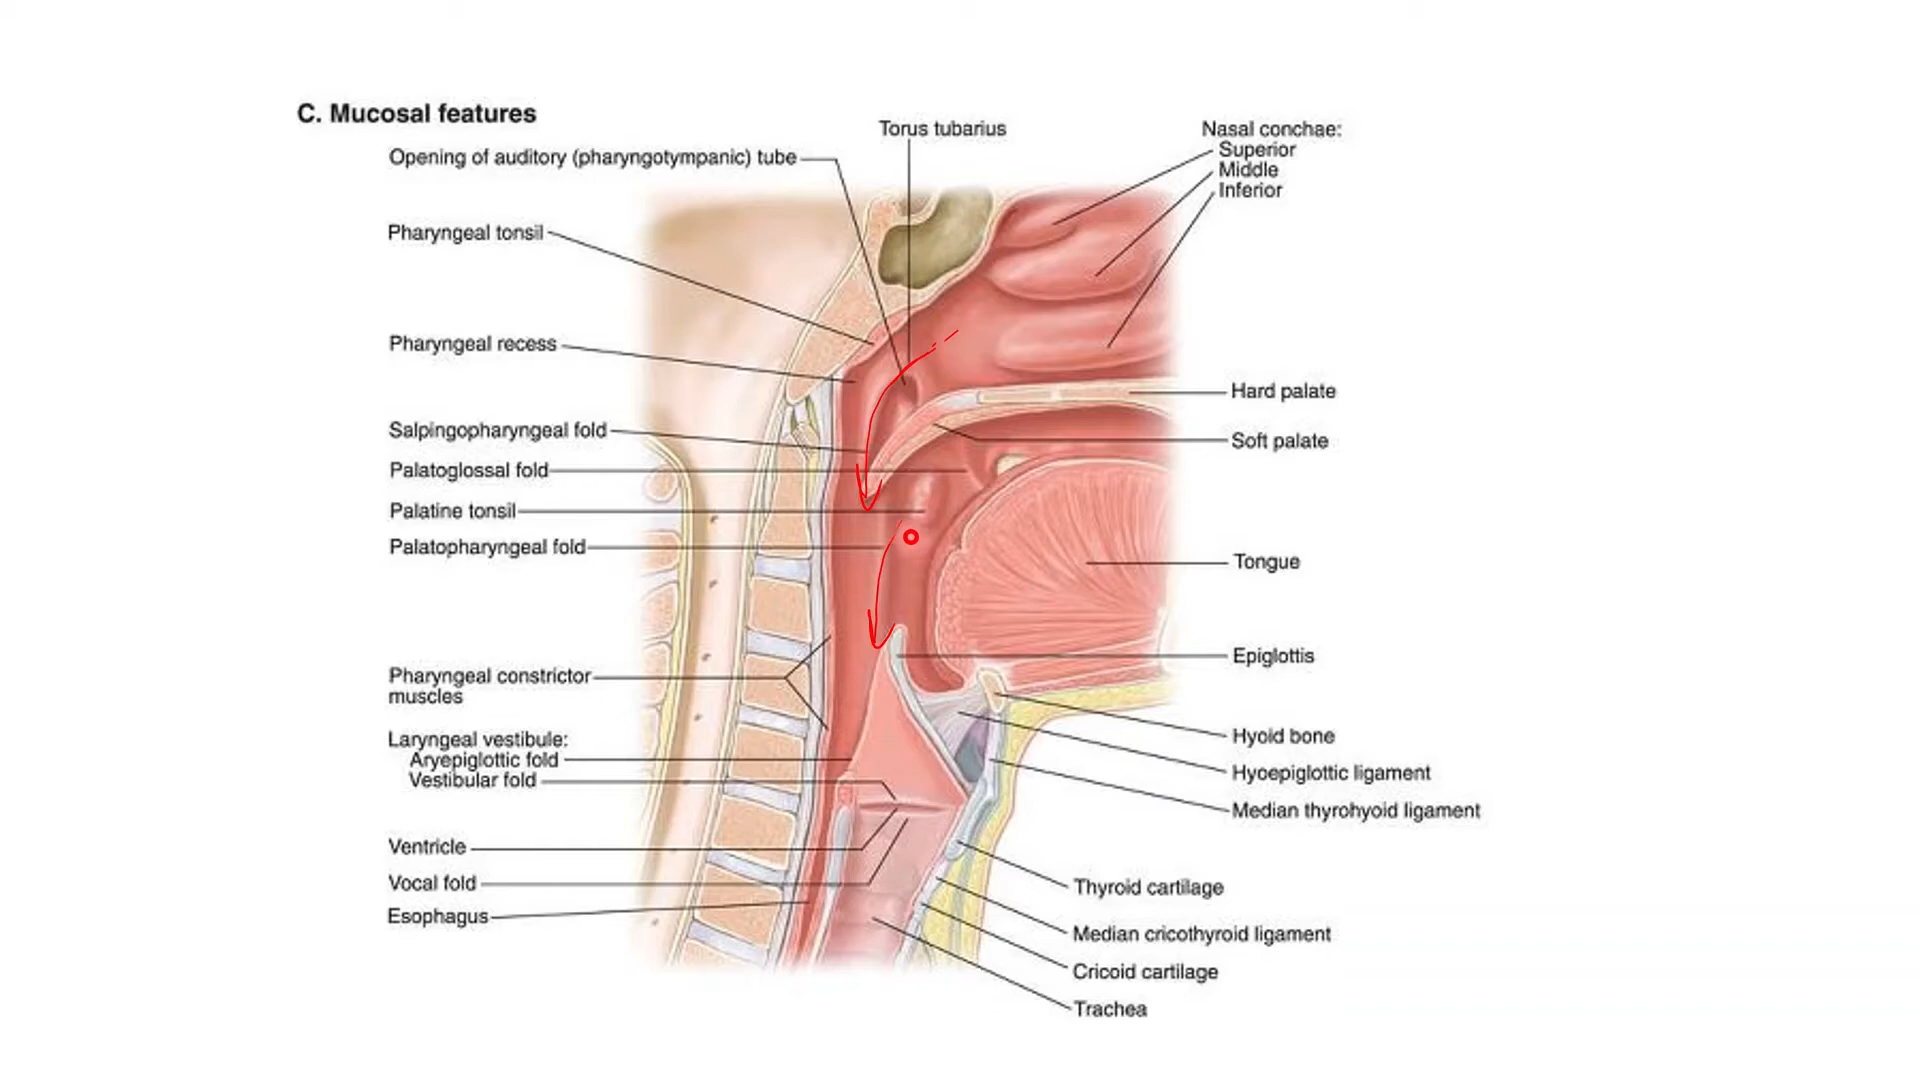 C. Mucosal features
Torus tubarius
Nasal conchae:
Superior
Middle
Inferior
Opening of auditory (pharyngotympanic) tube
Pharyngeal tonsil
Pharyngeal recess
Salpingopharyngeal fold
Palatoglossal fold
Palatine tonsil
Palatopharyngeal fold
Pharyngeal constrictor
muscles
Laryngeal vestibule:
Aryepiglottic fold
Vestibular fold
Ventricle
Vocal fold
Esophagus
Hard palate
Soft palate
Tongue
Epiglottis
Hyoid bone
Hyoepiglottic ligament
Median thyrohyoid ligament
Thyroid cartilage
Median cricothyroid ligament
Cricoid cartilage
Trachea